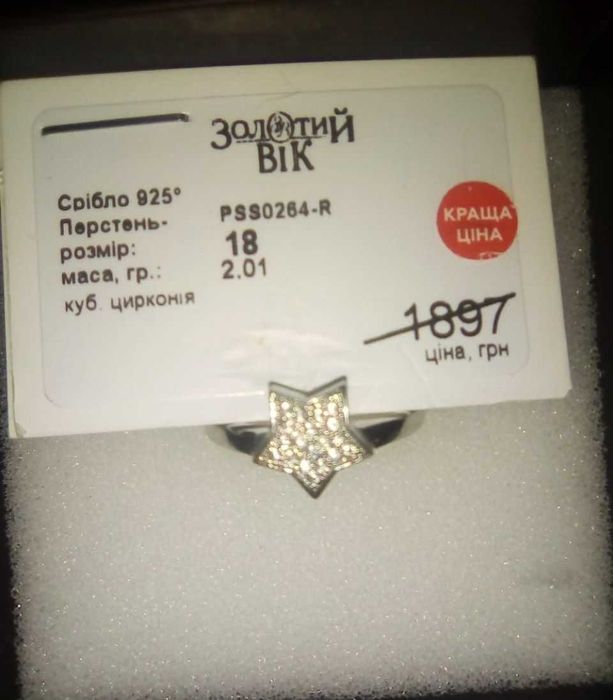 Золотий
Вік
Срібло 925°
Перстень- PSS0264-R
розмір: 18
маса, гр.: 2.01
куб. цирконія
КРАЩА
ЦІНА
1897
ціна, грн